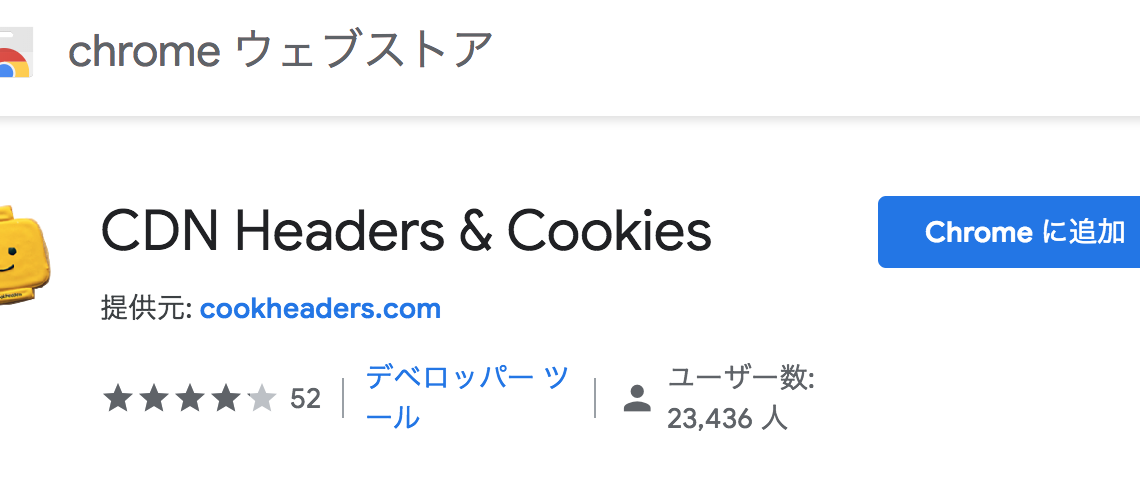 chrome ウェブストア
CDN Headers & Cookies
Chrome に追加
提供元: cookheaders.com
52
デベロッパー ツ
ール
ユーザー数:
23,436 人